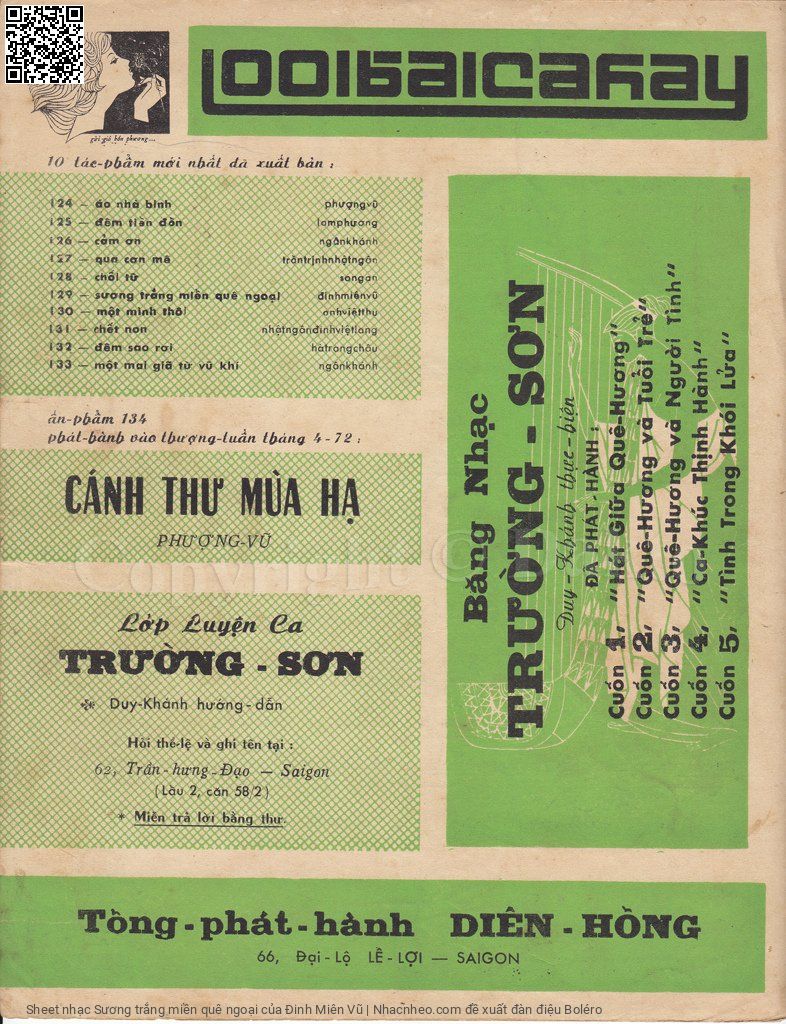 1001baicahay
gửi gió bốn phương...
10 tác-phẩm mới nhất đã xuất bản :
124 — áo nhà binh phượngvũ
125 — đêm tiền đồn lamphương
126 — cảm ơn ngânkhánh
127 — qua cơn mê trầntrịnhnhậtngân
128 — chối từ songan
129 — sương trắng miền quê ngoại đinhmiênvũ
130 — một mình thôi anhviệtthu
131 — chết non nhậtngânđinhviệtlang
132 — đêm sao rơi hàtrangchâu
133 — một mai giã từ vũ khí ngânkhánh
ấn-phẩm 134
phát-hành vào thượng-tuần tháng 4-72 :
CÁNH THƯ MÙA HẠ
PHƯỢNG-VŨ
Lớp Luyện Ca
TRƯỜNG - SƠN
Duy-Khánh hướng-dẫn
Hỏi thể-lệ và ghi tên tại :
62, Trần-hưng-Đạo — Saigon
(Lầu 2, căn 58/2)
* Miễn trả lời bằng thư.
Băng Nhạc
TRƯỜNG - SƠN
Duy-Khánh thực-hiện
ĐÃ PHÁT-HÀNH :
Cuốn 1, "Hát Giữa Quê-Hương"
Cuốn 2, "Quê-Hương và Tuổi Trẻ"
Cuốn 3, "Quê-Hương và Người Tình"
Cuốn 4, "Ca-Khúc Thịnh Hành"
Cuốn 5, "Tình Trong Khói Lửa"
Copyright ©
Tổng-phát-hành DIÊN-HỒNG
66, Đại-Lộ LÊ-LỢI — SAIGON
Sheet nhạc Sương trắng miền quê ngoại của Đinh Miên Vũ | Nhacnheo.com đề xuất đàn điệu Boléro